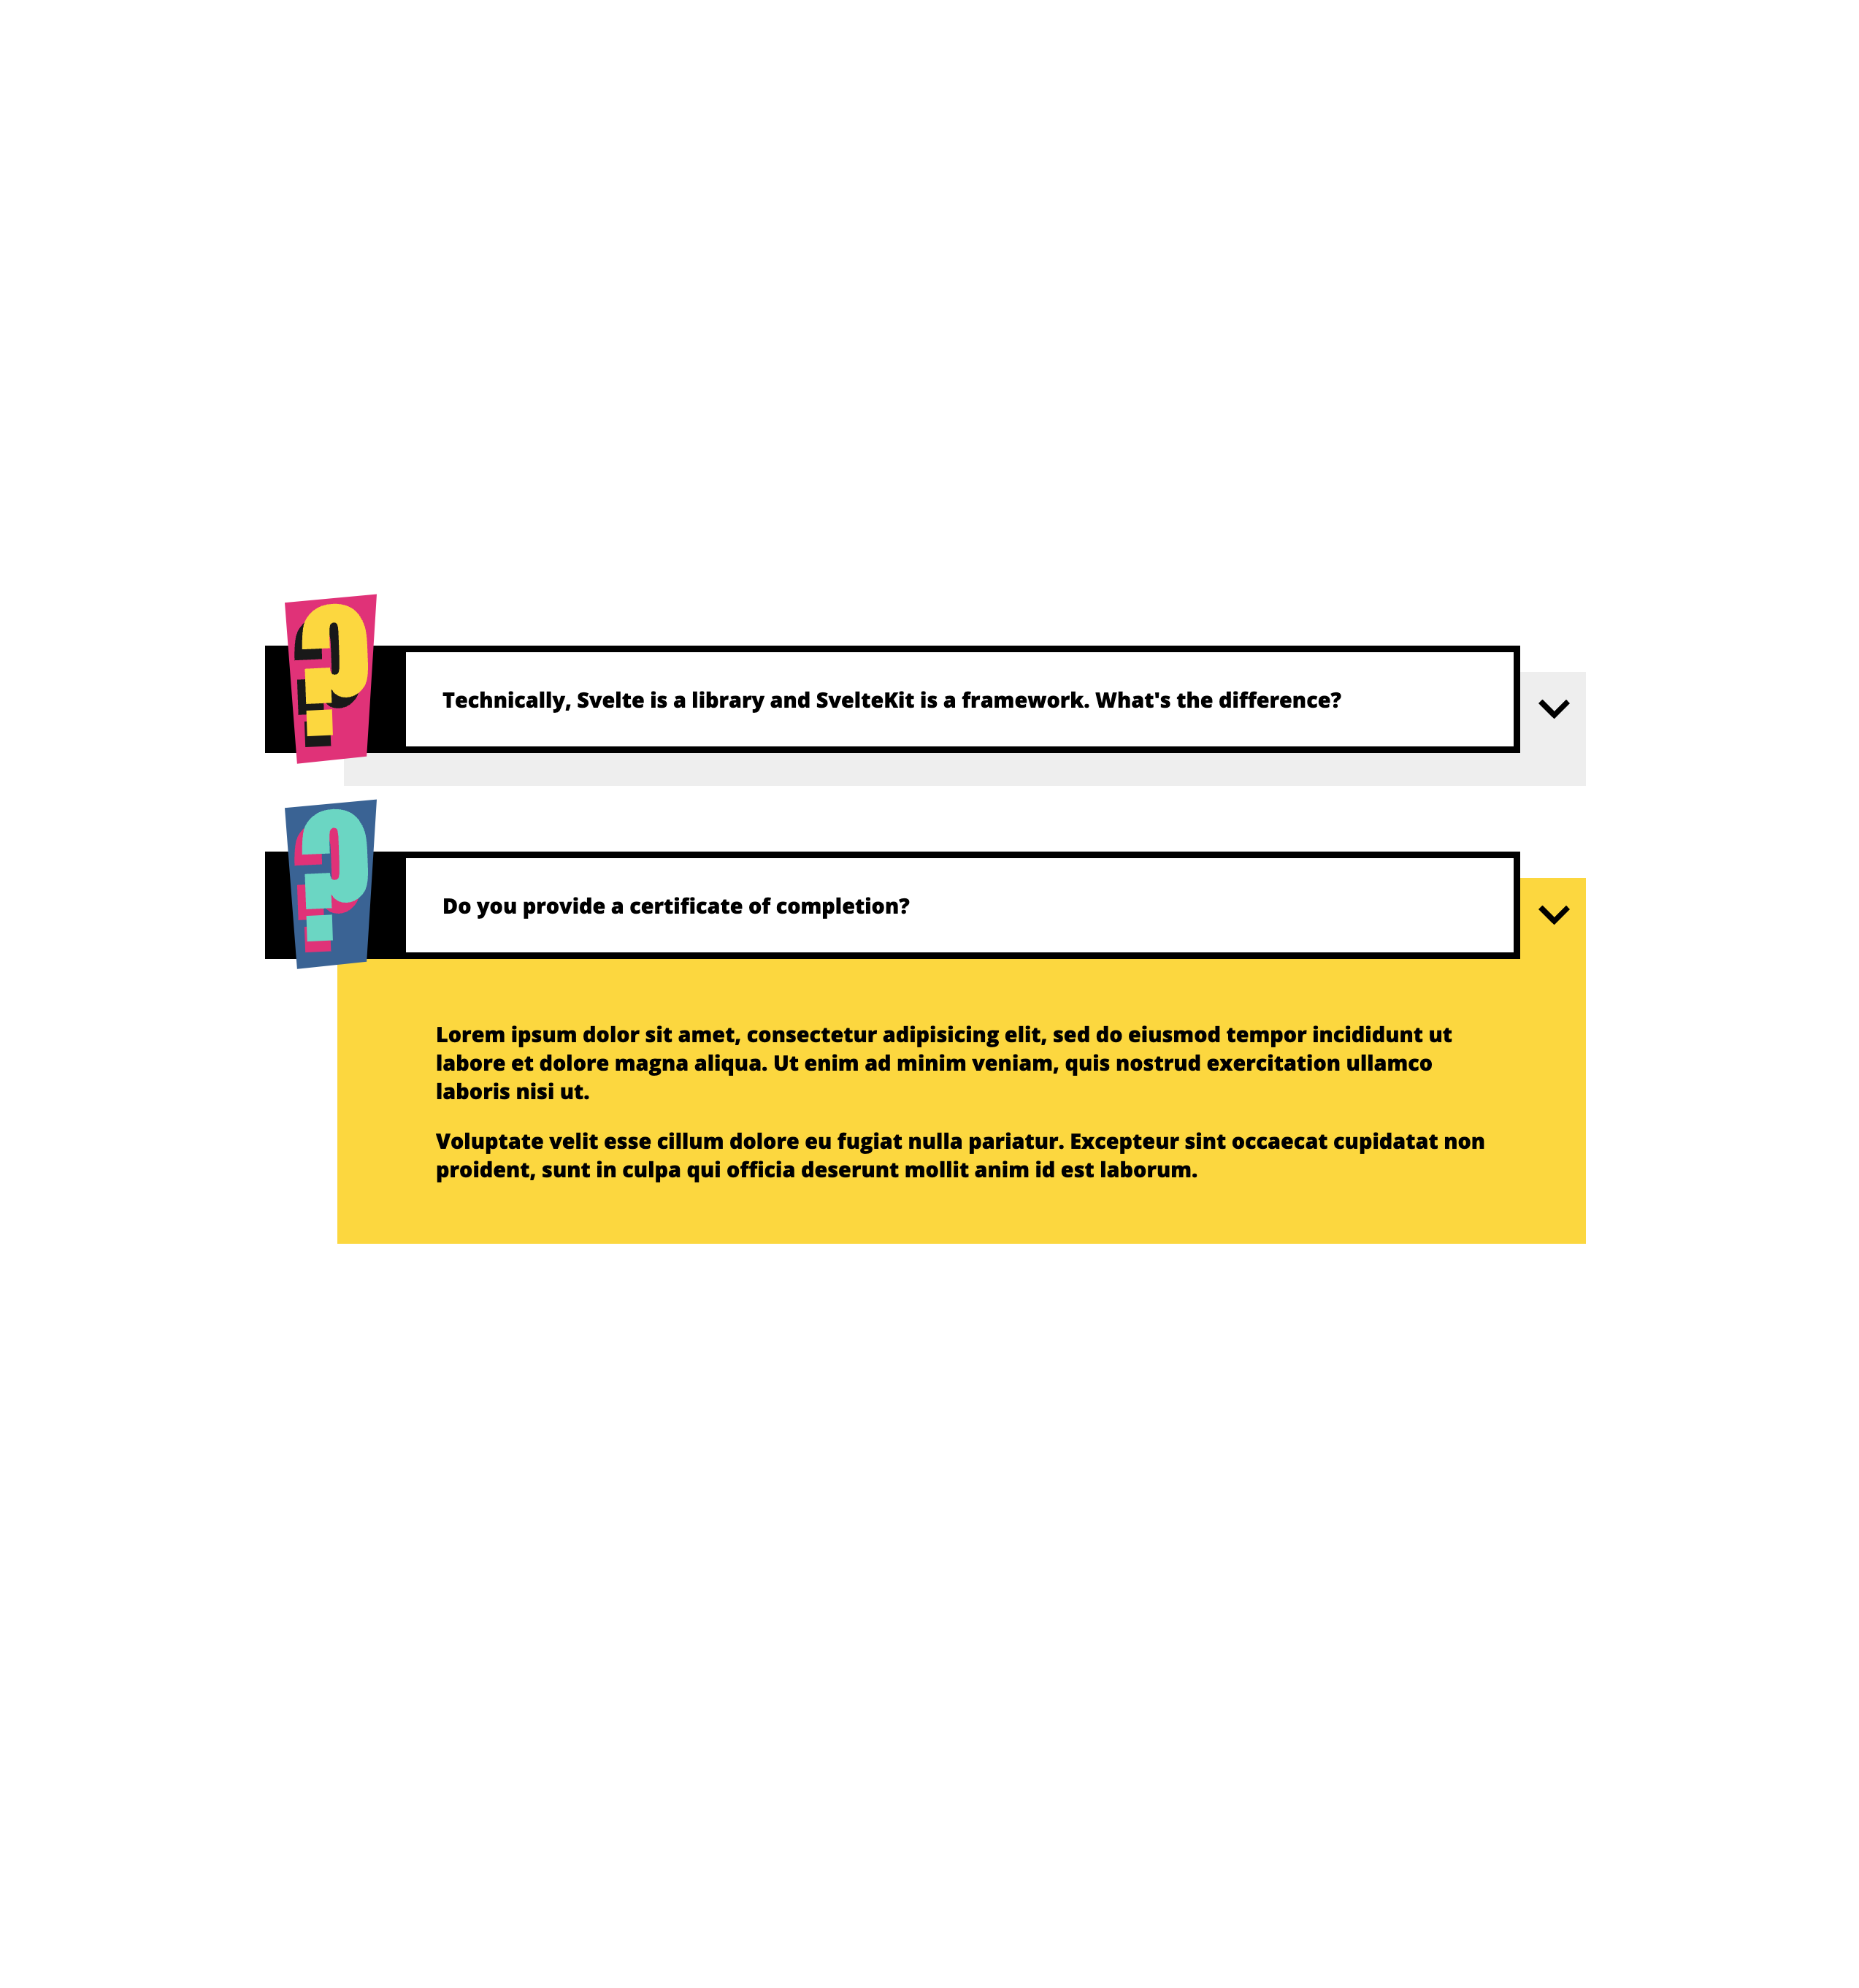 ?
Technically, Svelte is a library and SvelteKit is a framework. What's the difference?
?
Do you provide a certificate of completion?
Lorem ipsum dolor sit amet, consectetur adipisicing elit, sed do eiusmod tempor incididunt ut
labore et dolore magna aliqua. Ut enim ad minim veniam, quis nostrud exercitation ullamco
laboris nisi ut.
Voluptate velit esse cillum dolore eu fugiat nulla pariatur. Excepteur sint occaecat cupidatat non
proident, sunt in culpa qui officia deserunt mollit anim id est laborum.